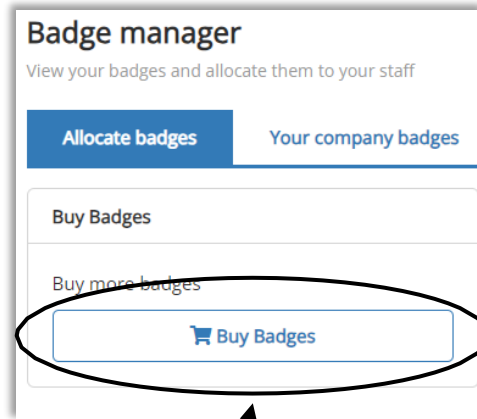 Badge manager
View your badges and allocate them to your staff
Allocate badges
Your company badges
Buy Badges
Buy more badges
Buy Badges